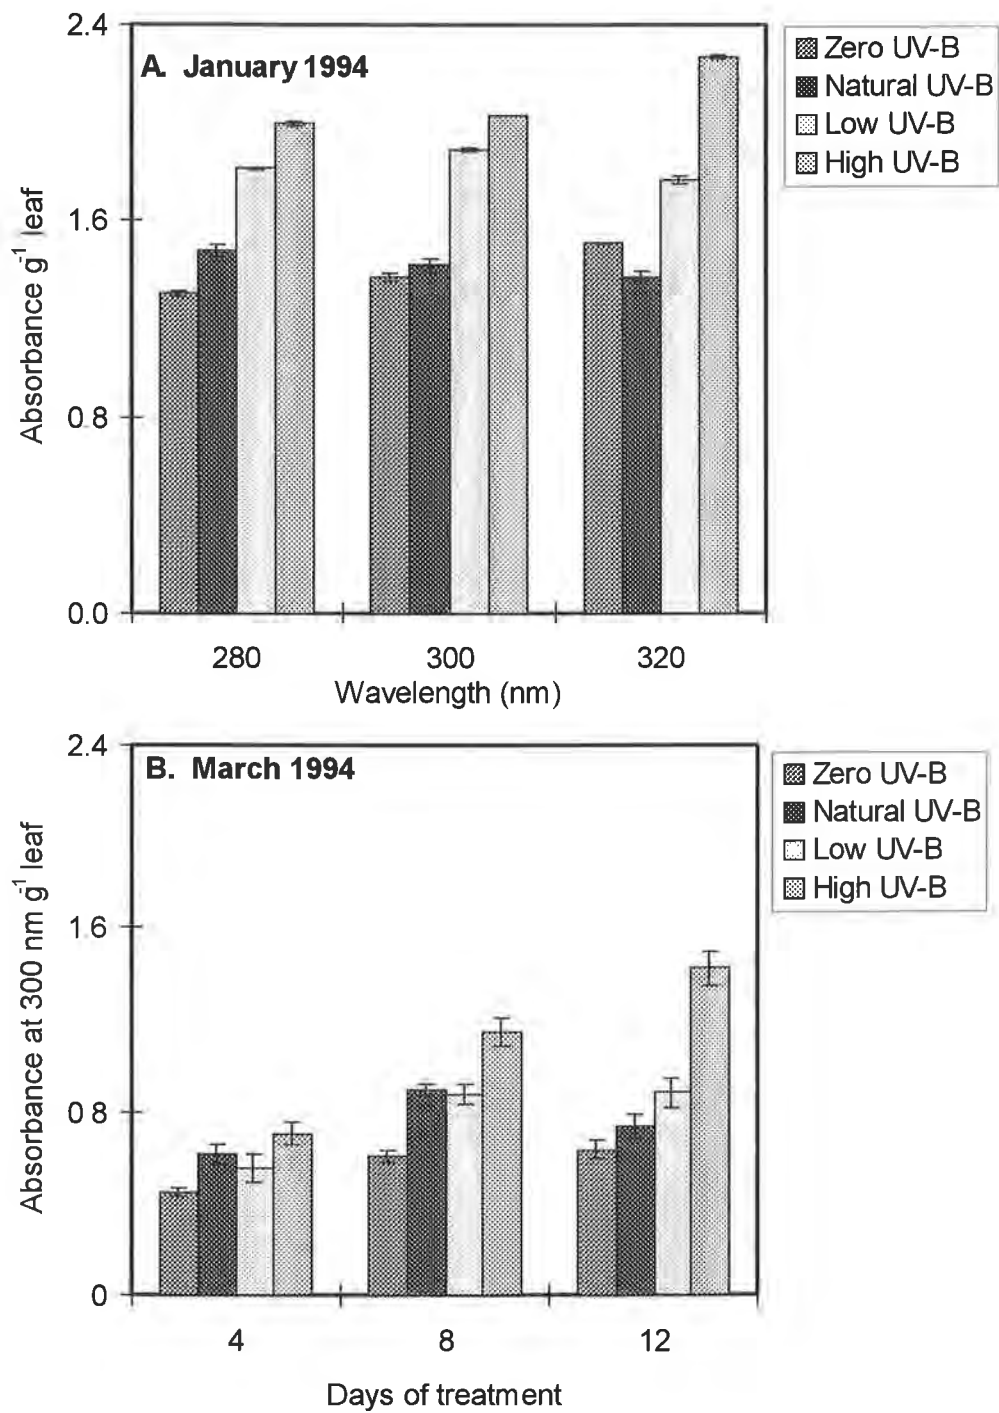 2.4
1.6
0.8
0.0
Absorbance g-1 leaf
A. January 1994
Zero UV-B
Natural UV-B
Low UV-B
High UV-B
280 300 320
Wavelength (nm)
2.4
1.6
0.8
0
Absorbance at 300 nm g-1 leaf
B. March 1994
Zero UV-B
Natural UV-B
Low UV-B
High UV-B
4 8 12
Days of treatment